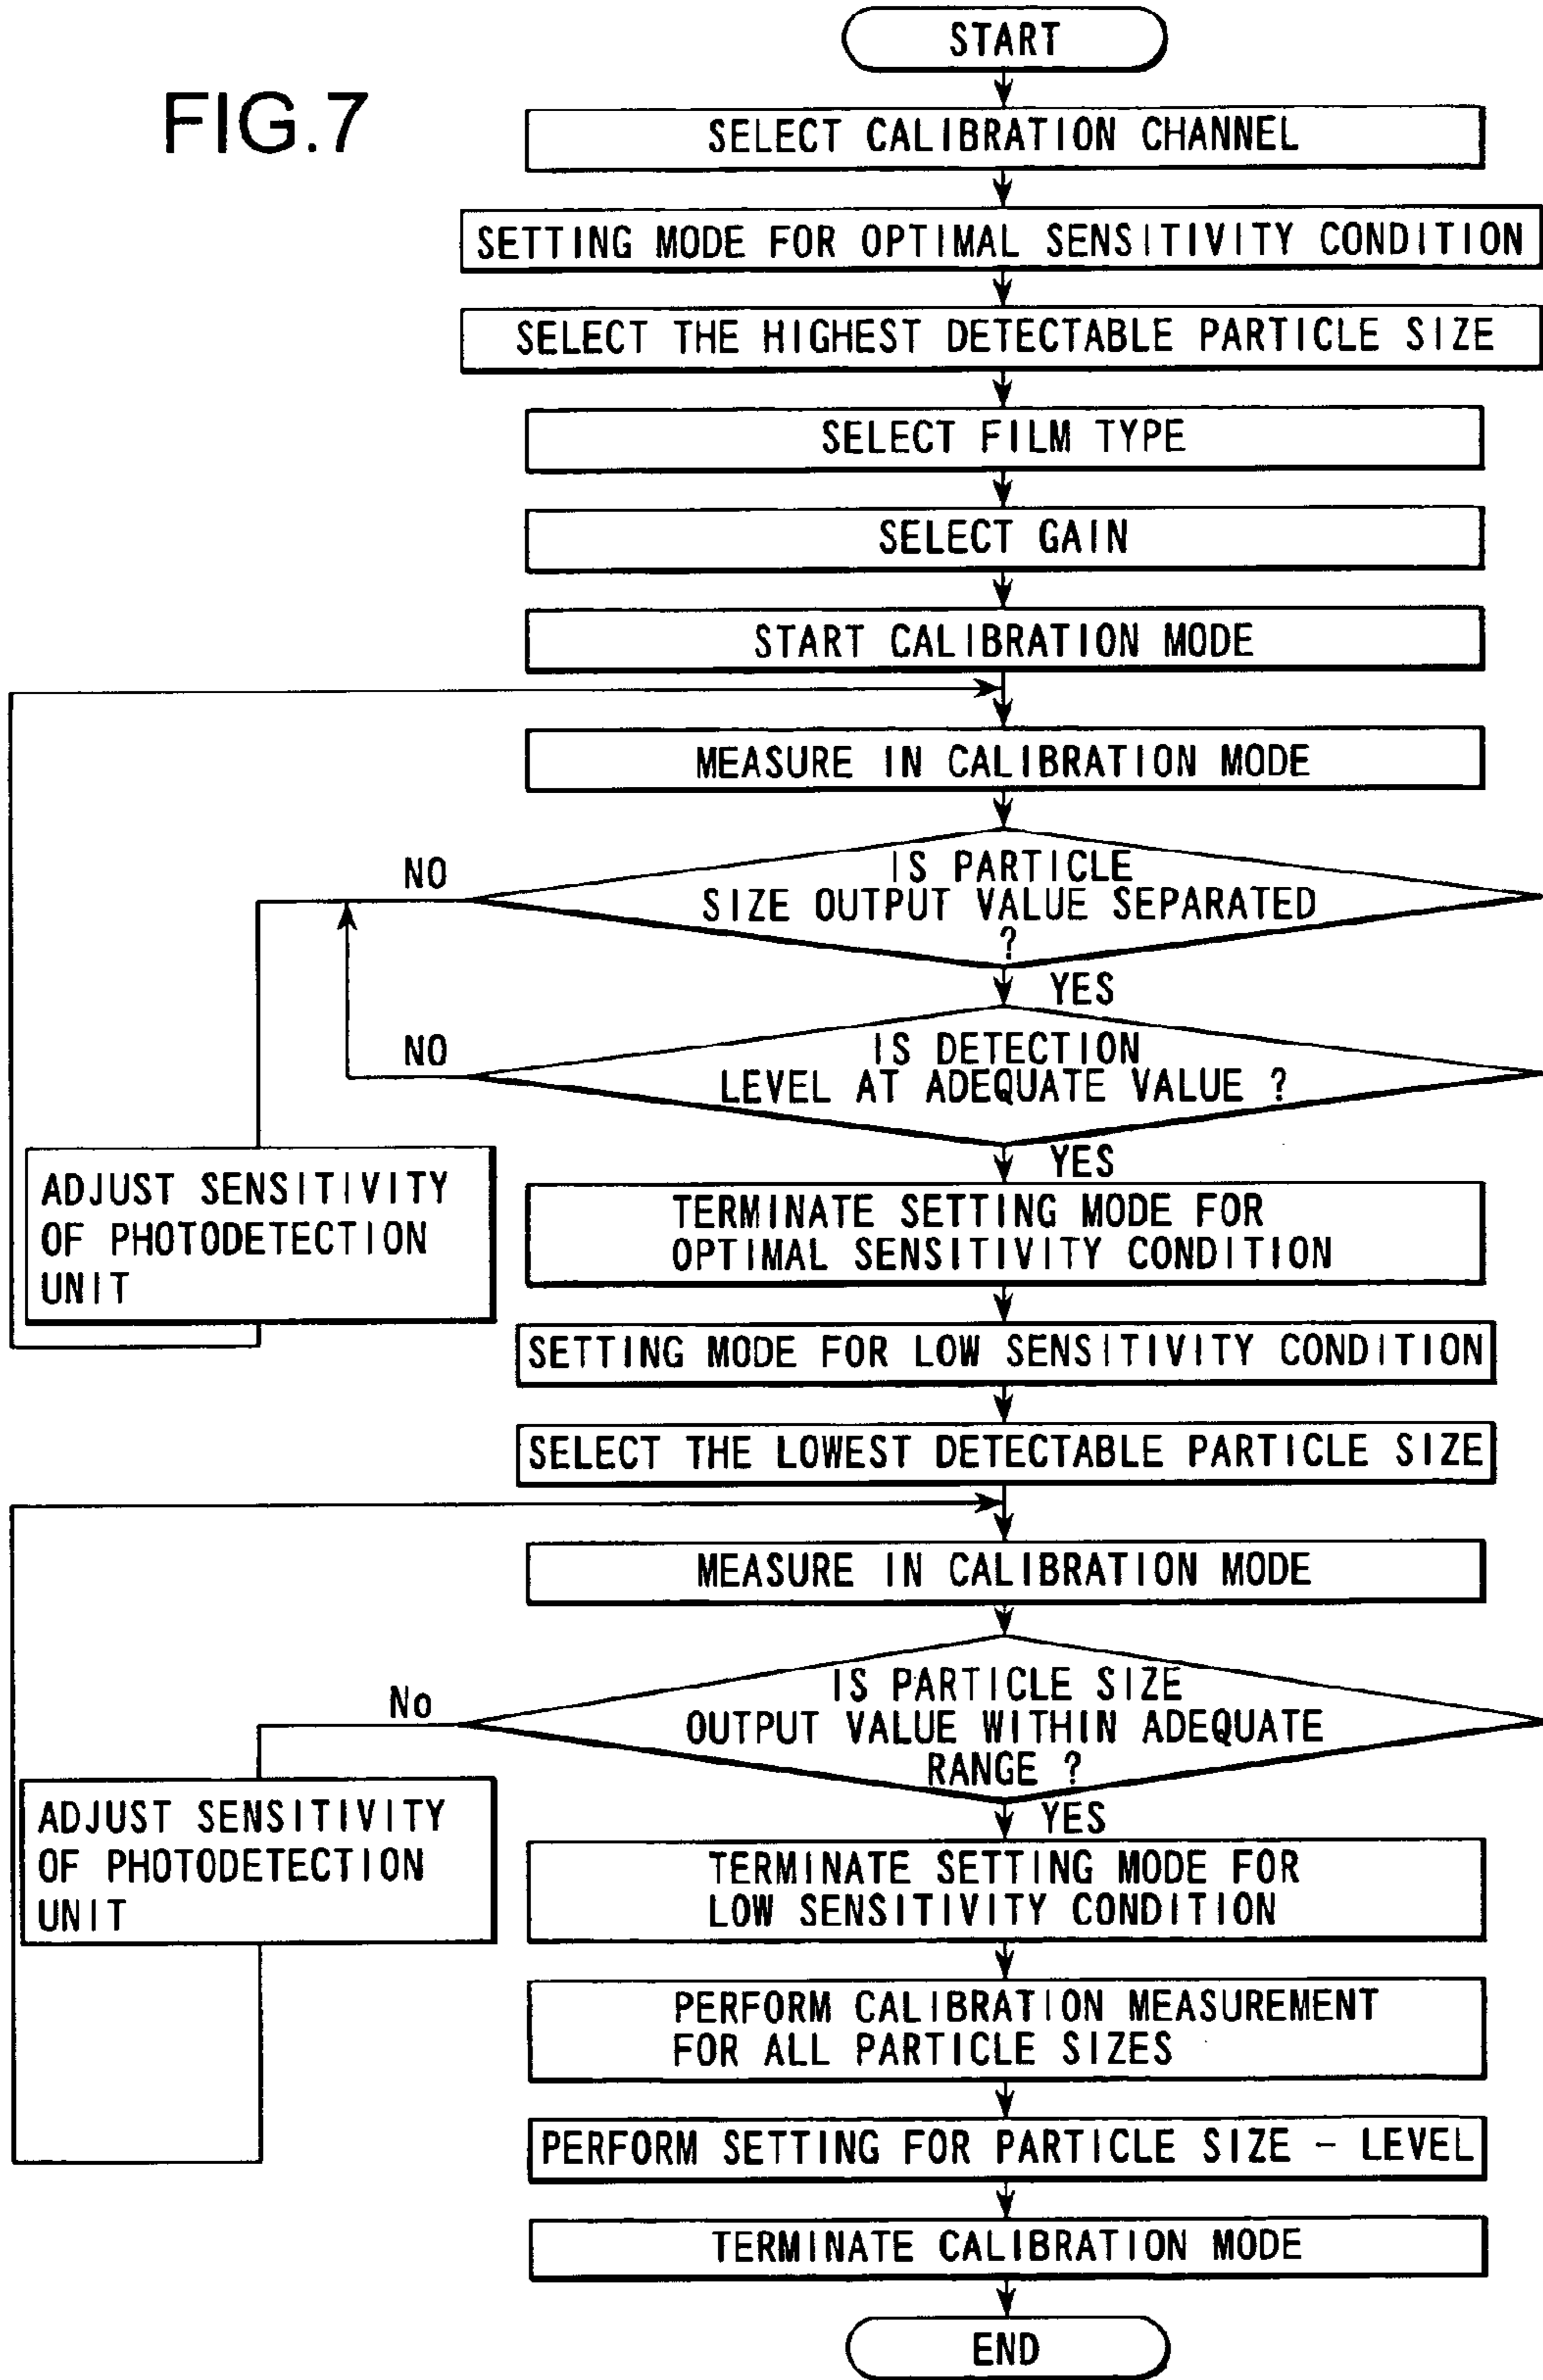 FIG.7
START
SELECT CALIBRATION CHANNEL
SETTING MODE FOR OPTIMAL SENSITIVITY CONDITION
SELECT THE HIGHEST DETECTABLE PARTICLE SIZE
SELECT FILM TYPE
SELECT GAIN
START CALIBRATION MODE
MEASURE IN CALIBRATION MODE
IS PARTICLE
SIZE OUTPUT VALUE SEPARATED
?
NO
YES
IS DETECTION
LEVEL AT ADEQUATE VALUE ?
NO
YES
ADJUST SENSITIVITY
OF PHOTODETECTION
UNIT
TERMINATE SETTING MODE FOR
OPTIMAL SENSITIVITY CONDITION
SETTING MODE FOR LOW SENSITIVITY CONDITION
SELECT THE LOWEST DETECTABLE PARTICLE SIZE
MEASURE IN CALIBRATION MODE
IS PARTICLE SIZE
OUTPUT VALUE WITHIN ADEQUATE
RANGE ?
No
YES
ADJUST SENSITIVITY
OF PHOTODETECTION
UNIT
TERMINATE SETTING MODE FOR
LOW SENSITIVITY CONDITION
PERFORM CALIBRATION MEASUREMENT
FOR ALL PARTICLE SIZES
PERFORM SETTING FOR PARTICLE SIZE - LEVEL
TERMINATE CALIBRATION MODE
END